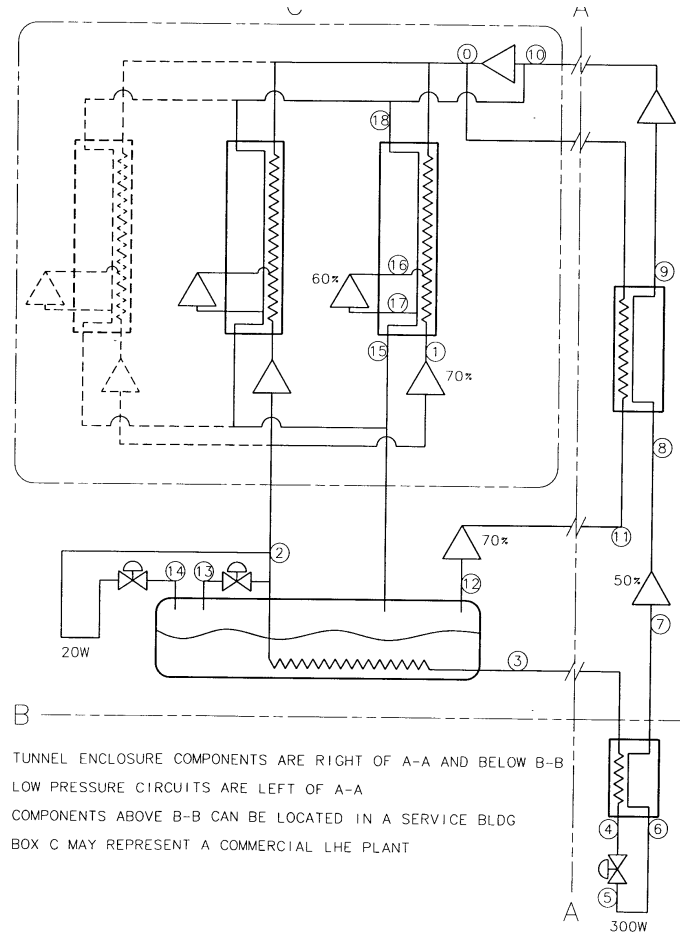 C
A
0
10
18
9
16
60%
17
15
1
70%
8
11
2
14
13
70%
12
50%
7
20W
3
B
TUNNEL ENCLOSURE COMPONENTS ARE RIGHT OF A-A AND BELOW B-B
LOW PRESSURE CIRCUITS ARE LEFT OF A-A
COMPONENTS ABOVE B-B CAN BE LOCATED IN A SERVICE BLDG
BOX C MAY REPRESENT A COMMERCIAL LHE PLANT
4
6
5
A
300W